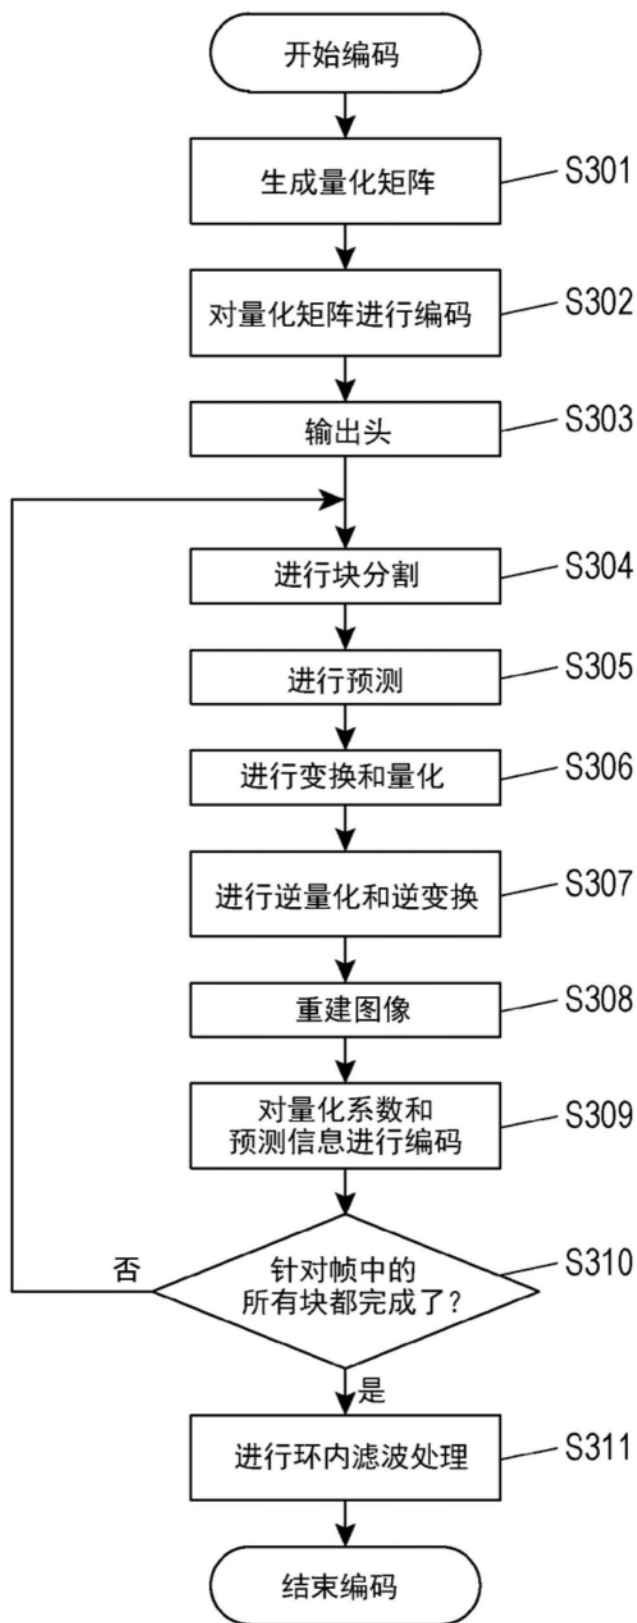 开始编码
生成量化矩阵
S301
对量化矩阵进行编码
S302
输出头
S303
进行块分割
S304
进行预测
S305
进行变换和量化
S306
进行逆量化和逆变换
S307
重建图像
S308
对量化系数和
预测信息进行编码
S309
针对帧中的
所有块都完成了?
S310
否
是
进行环内滤波处理
S311
结束编码